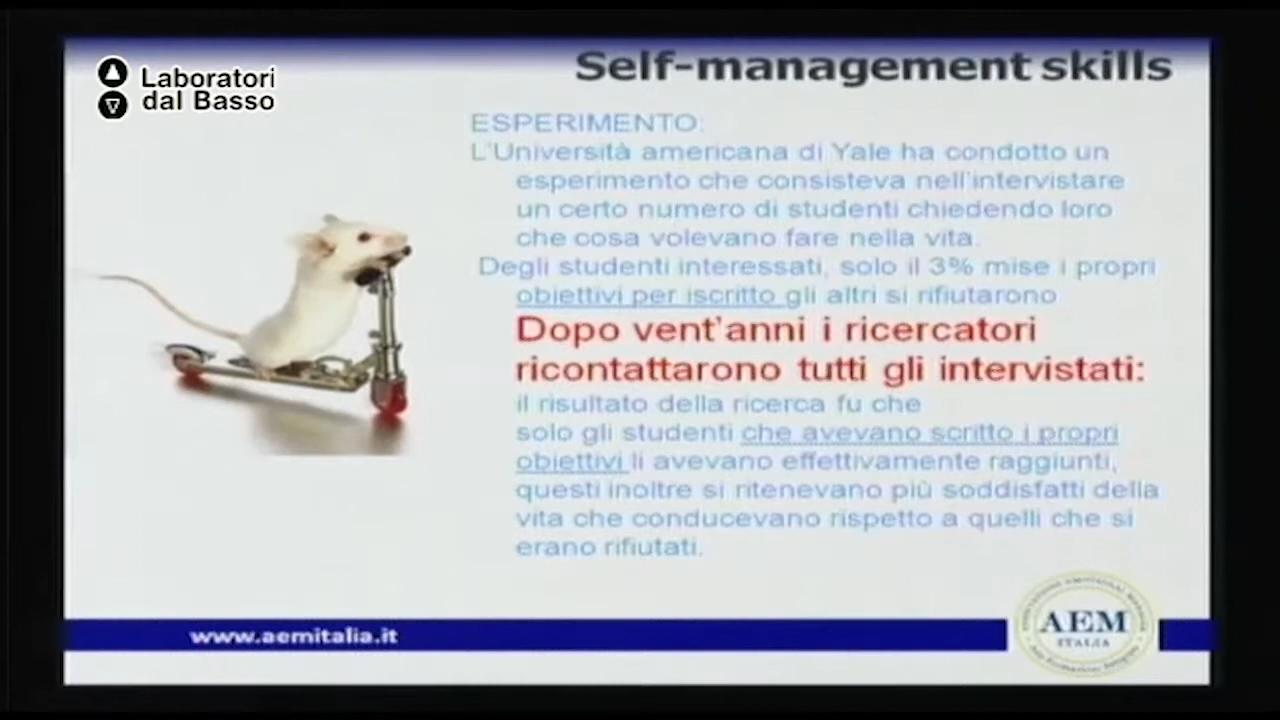 Self-management skills
Laboratori
dal Basso
ESPERIMENTO:
L'Università americana di Yale ha condotto un
esperimento che consisteva nell'intervistare
un certo numero di studenti chiedendo loro
che cosa volevano fare nella vita.
Degli studenti interessati, solo il 3% mise i propri
obiettivi per iscritto gli altri si rifiutarono
Dopo vent'anni i ricercatori
ricontattarono tutti gli intervistati:
il risultato della ricerca fu che
solo gli studenti che avevano scritto i propri
obiettivi li avevano effettivamente raggiunti,
questi inoltre si ritenevano più soddisfatti della
vita che conducevano rispetto a quelli che si
erano rifiutati.
www.aemitalia.it
AEM
ITALIA